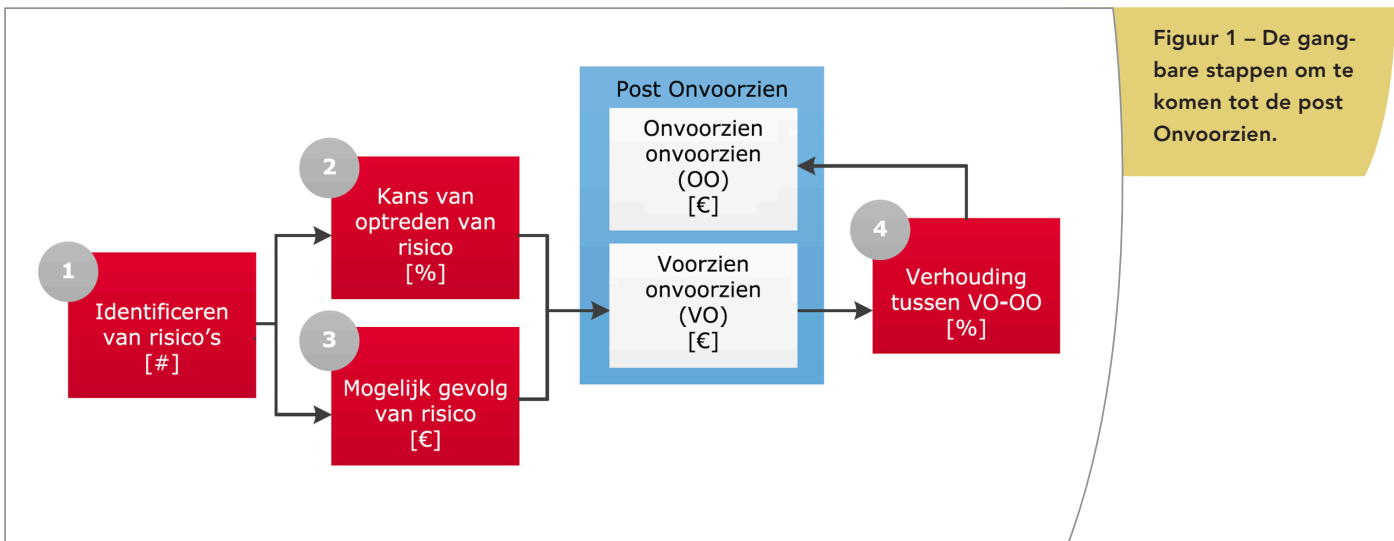 Figuur 1 – De gang-
bare stappen om te
komen tot de post
Onvoorzien.
1
Identificeren
van risico's
[#]
2
Kans van
optreden van
risico
[%]
3
Mogelijk gevolg
van risico
[€]
Post Onvoorzien
Onvoorzien
onvoorzien
(OO)
[€]
Voorzien
onvoorzien
(VO)
[€]
4
Verhouding
tussen VO-OO
[%]